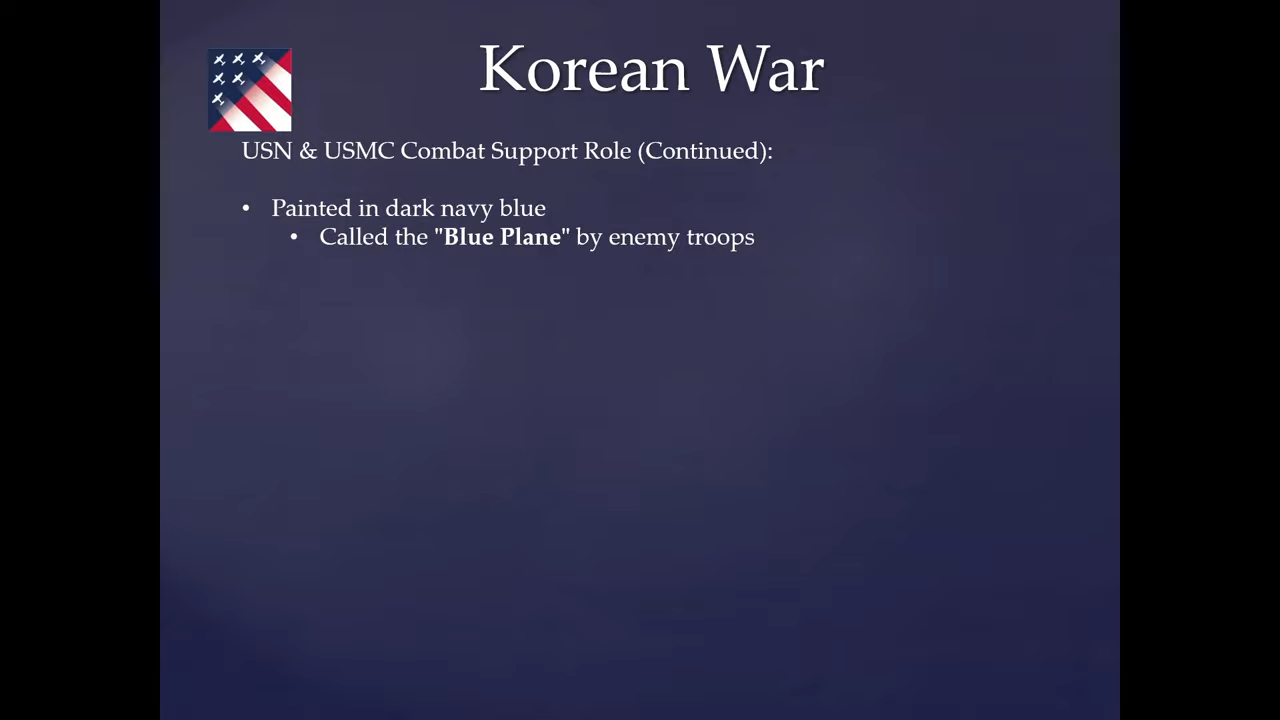 Korean War
USN & USMC Combat Support Role (Continued):
• Painted in dark navy blue
• Called the "Blue Plane" by enemy troops